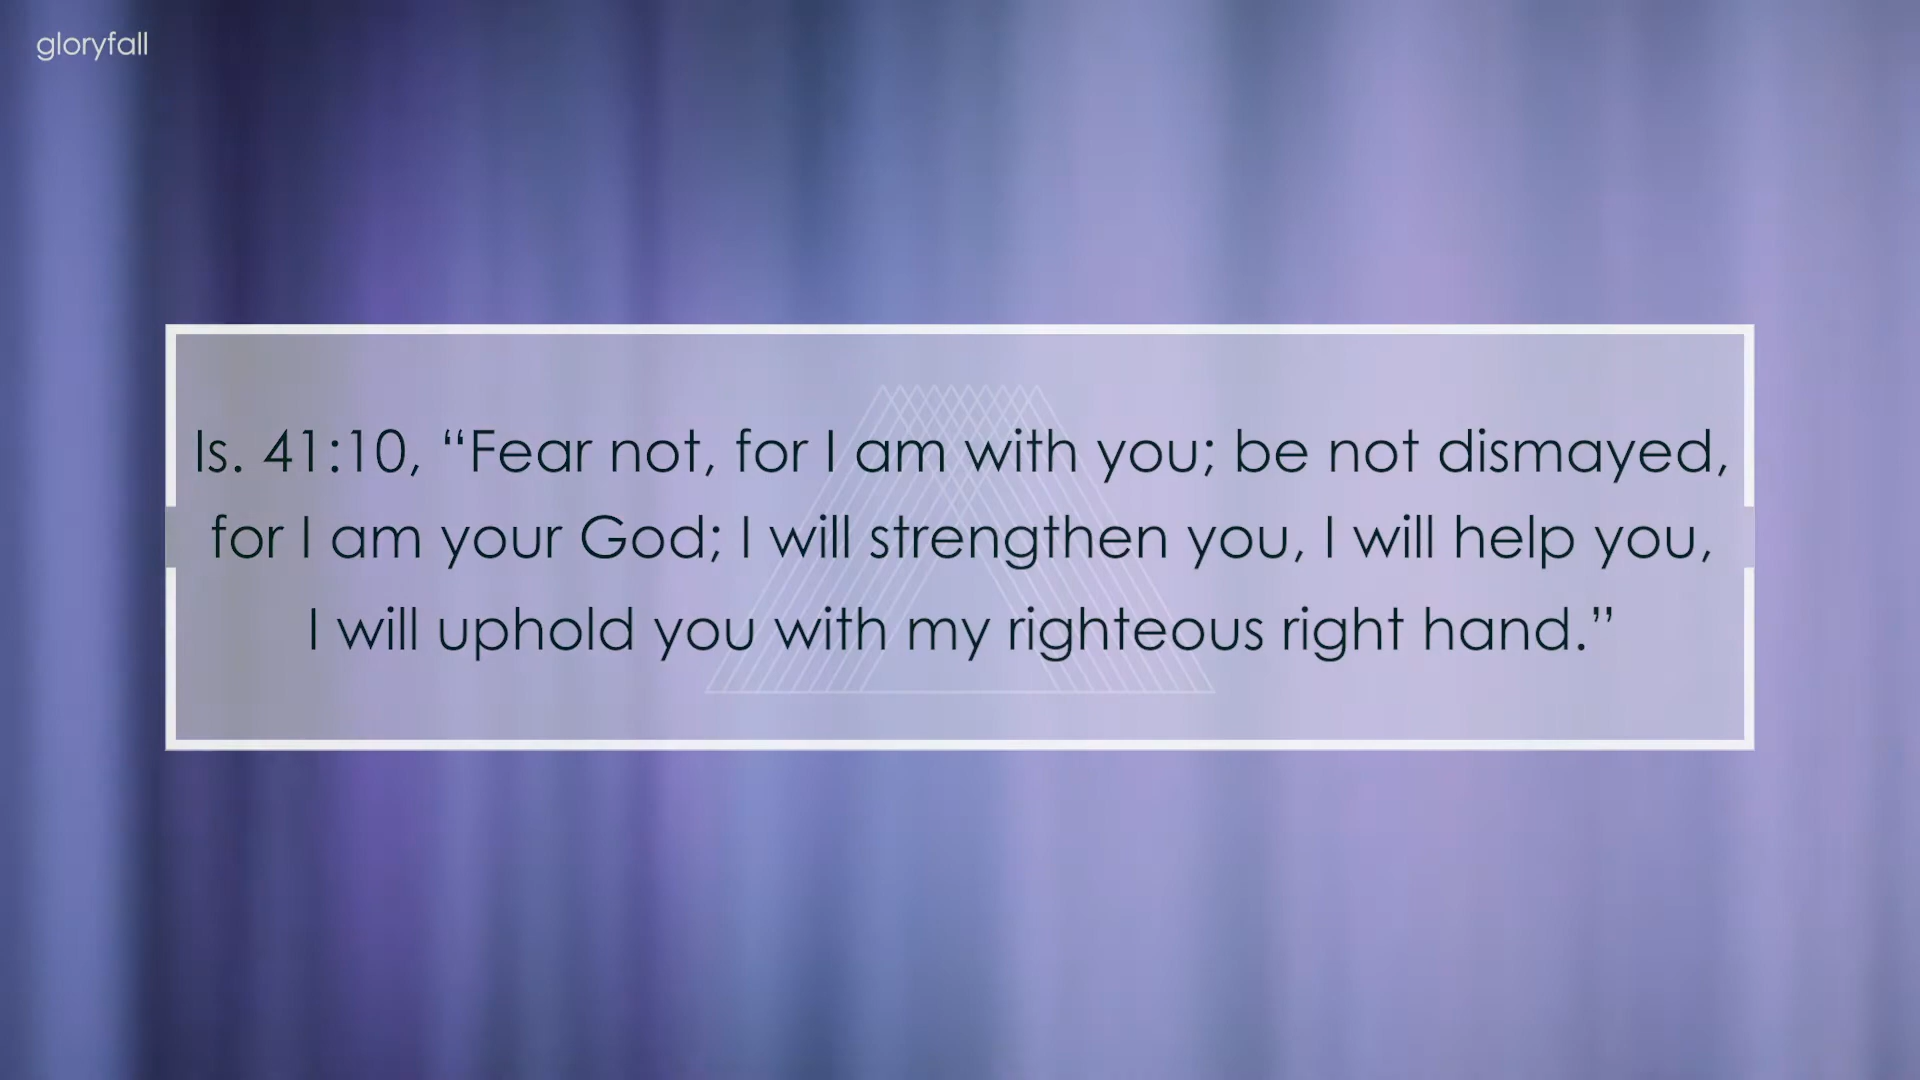 gloryfall
Is. 41:10, “Fear not, for I am with you; be not dismayed,
for I am your God; I will strengthen you, I will help you,
I will uphold you with my righteous right hand.”